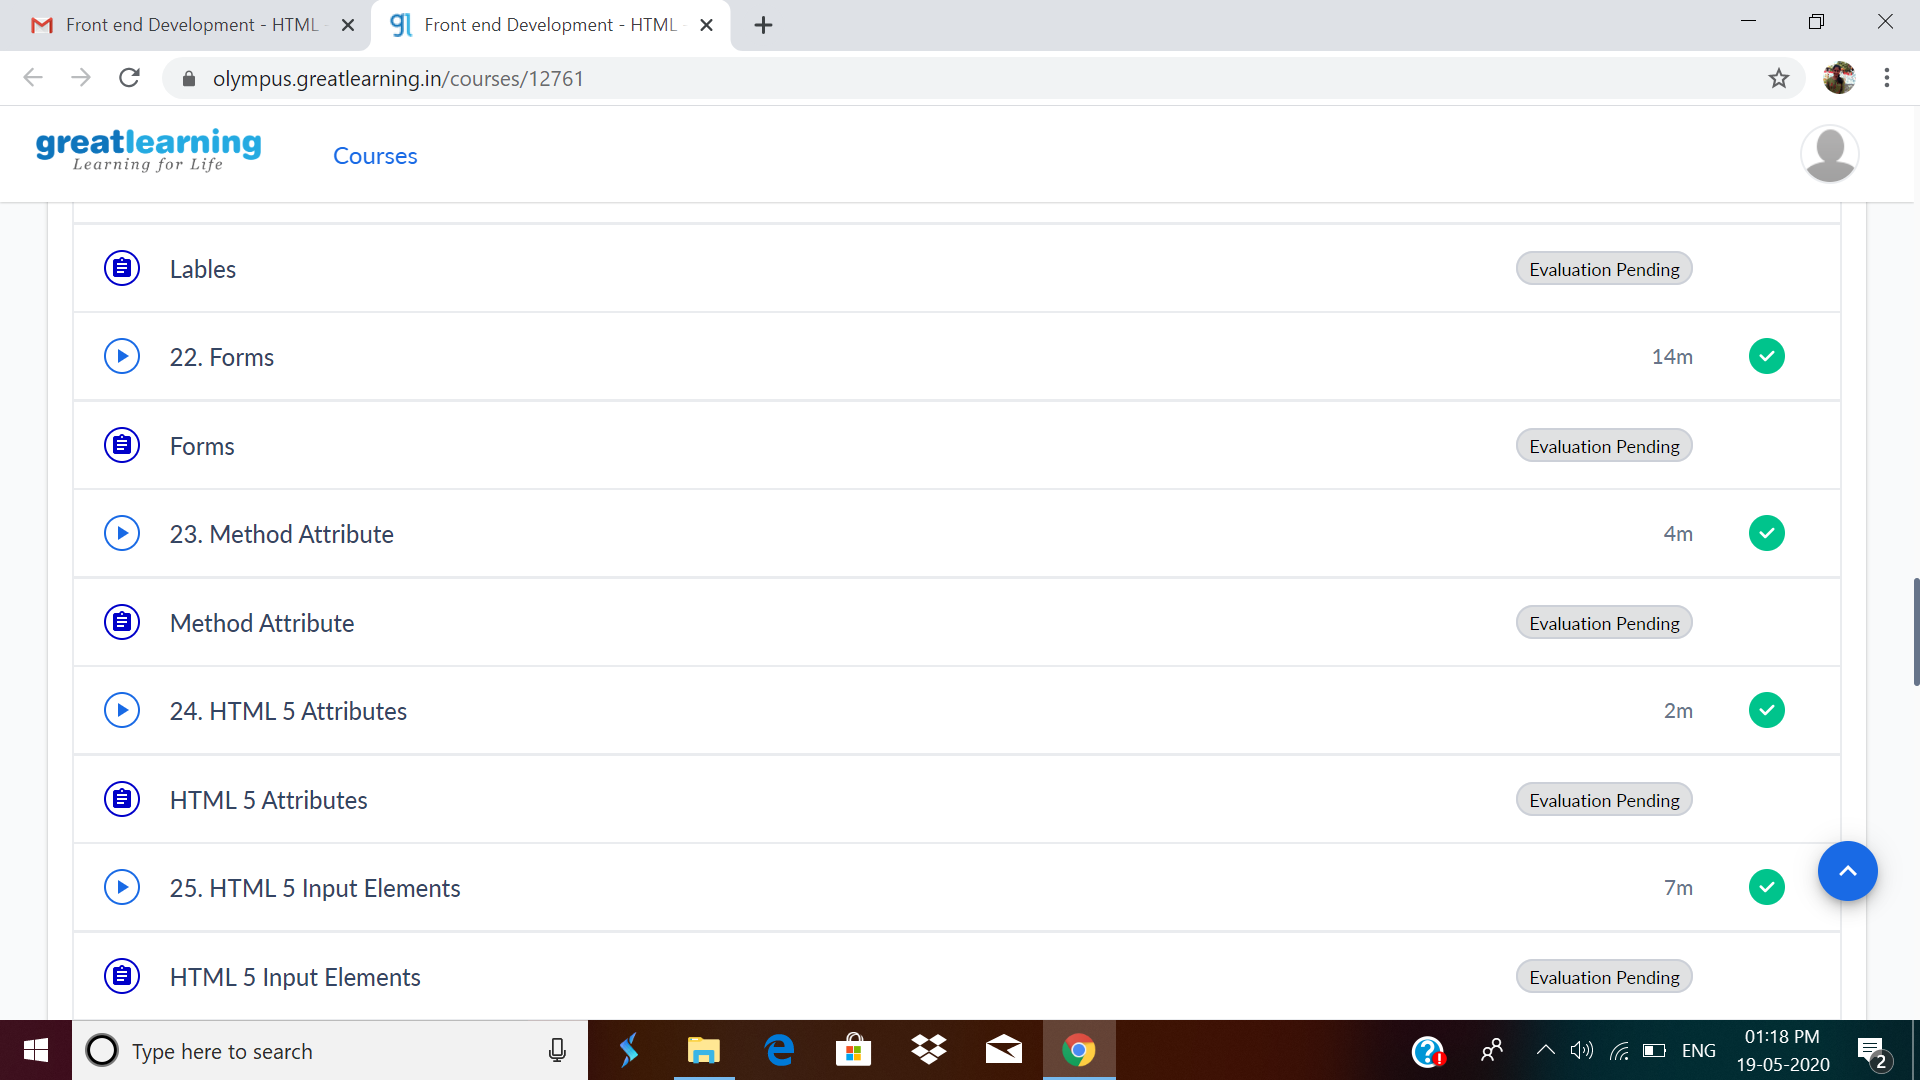 Front end Development - HTML
Front end Development - HTML
olympus.greatlearning.in/courses/12761
greatlearning
Learning for Life
Courses
Lables
Evaluation Pending
22. Forms
14m
Forms
Evaluation Pending
23. Method Attribute
4m
Method Attribute
Evaluation Pending
24. HTML 5 Attributes
2m
HTML 5 Attributes
Evaluation Pending
25. HTML 5 Input Elements
7m
HTML 5 Input Elements
Evaluation Pending
Type here to search
ENG
01:18 PM
19-05-2020
2